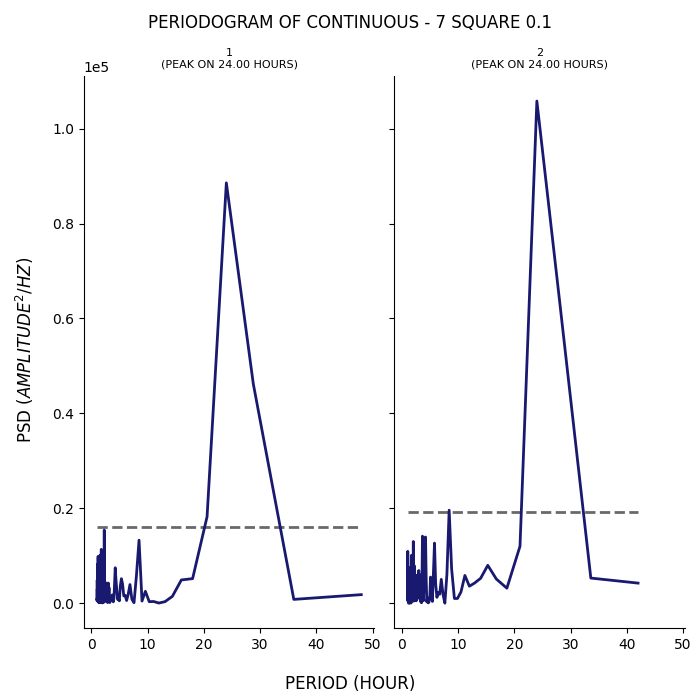 PERIODOGRAM OF CONTINUOUS - 7 SQUARE 0.1
1
(PEAK ON 24.00 HOURS)
2
(PEAK ON 24.00 HOURS)
1e5
1.0
0.8
0.6
0.4
0.2
0.0
PSD (AMPLITUDE²/HZ)
0 10 20 30 40 50
0 10 20 30 40 50
PERIOD (HOUR)